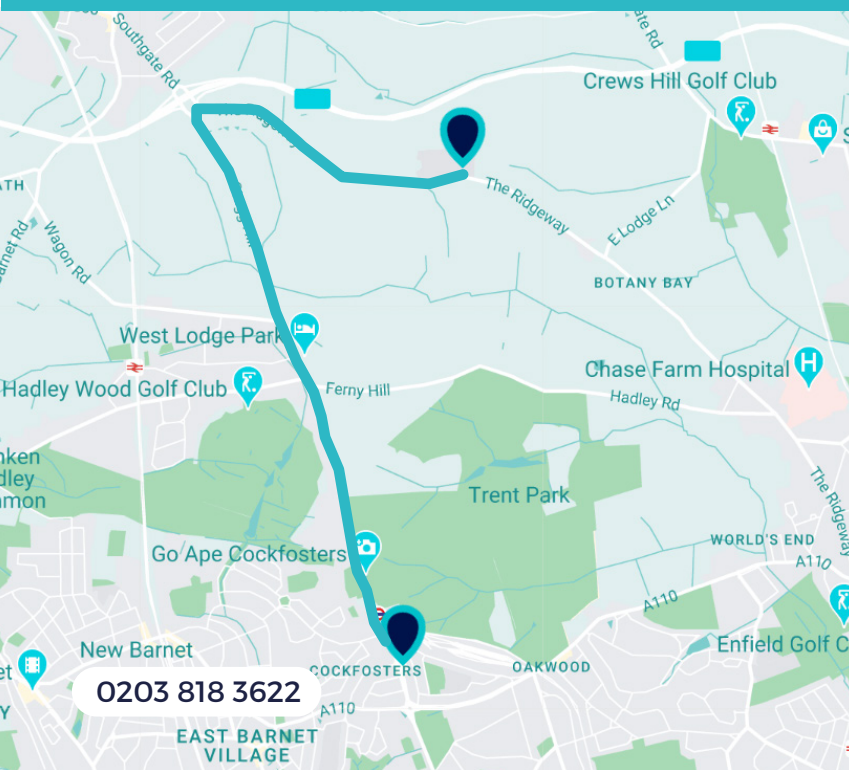 Southgate Rd
Crews Hill Golf Club
The Ridgeway
E Lodge Ln
Wagon Rd
BOTANY BAY
West Lodge Park
Chase Farm Hospital
Hadley Wood Golf Club
Ferny Hill
Hadley Rd
Trent Park
The Ridgeway
WORLD'S END
Go Ape Cockfosters
A110
A110
New Barnet
Enfield Golf C
COCKFOSTERS
OAKWOOD
0203 818 3622
A110
EAST BARNET
VILLAGE